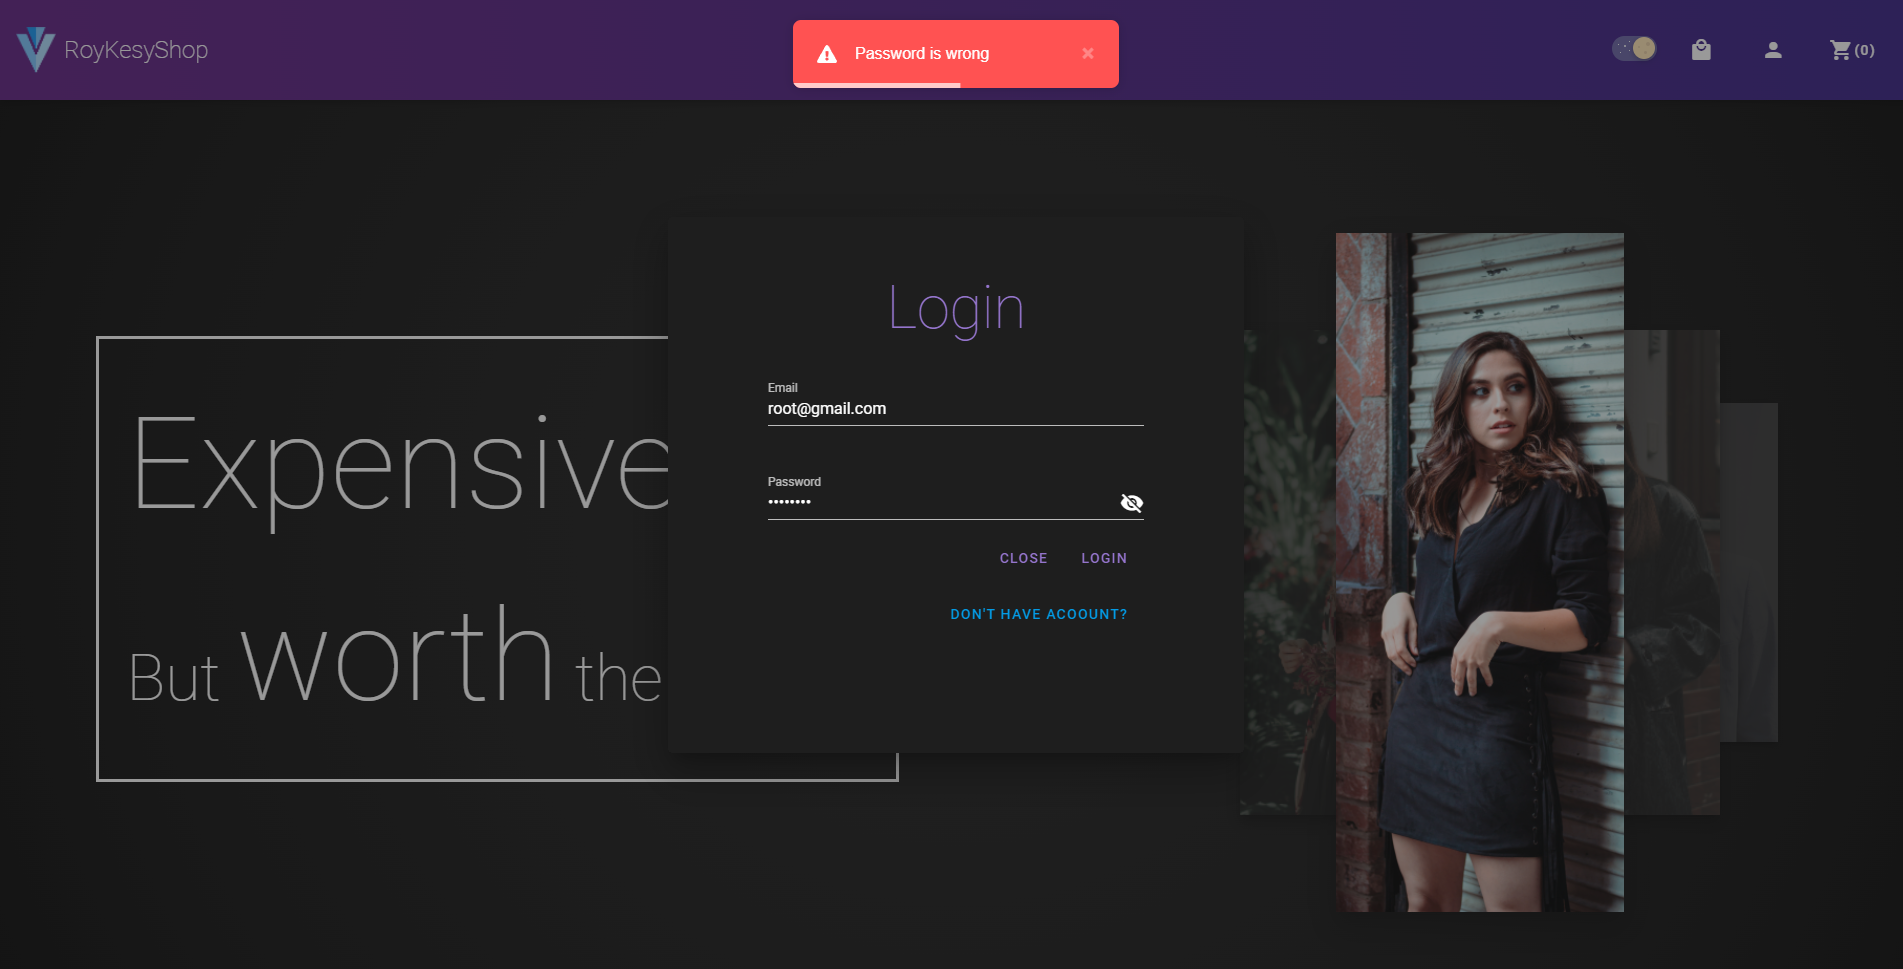 RoyKesyShop
Password is wrong
(0)
Login
Email
root@gmail.com
Password
CLOSE LOGIN
DON'T HAVE ACOOUNT?
Expensive
But worth the